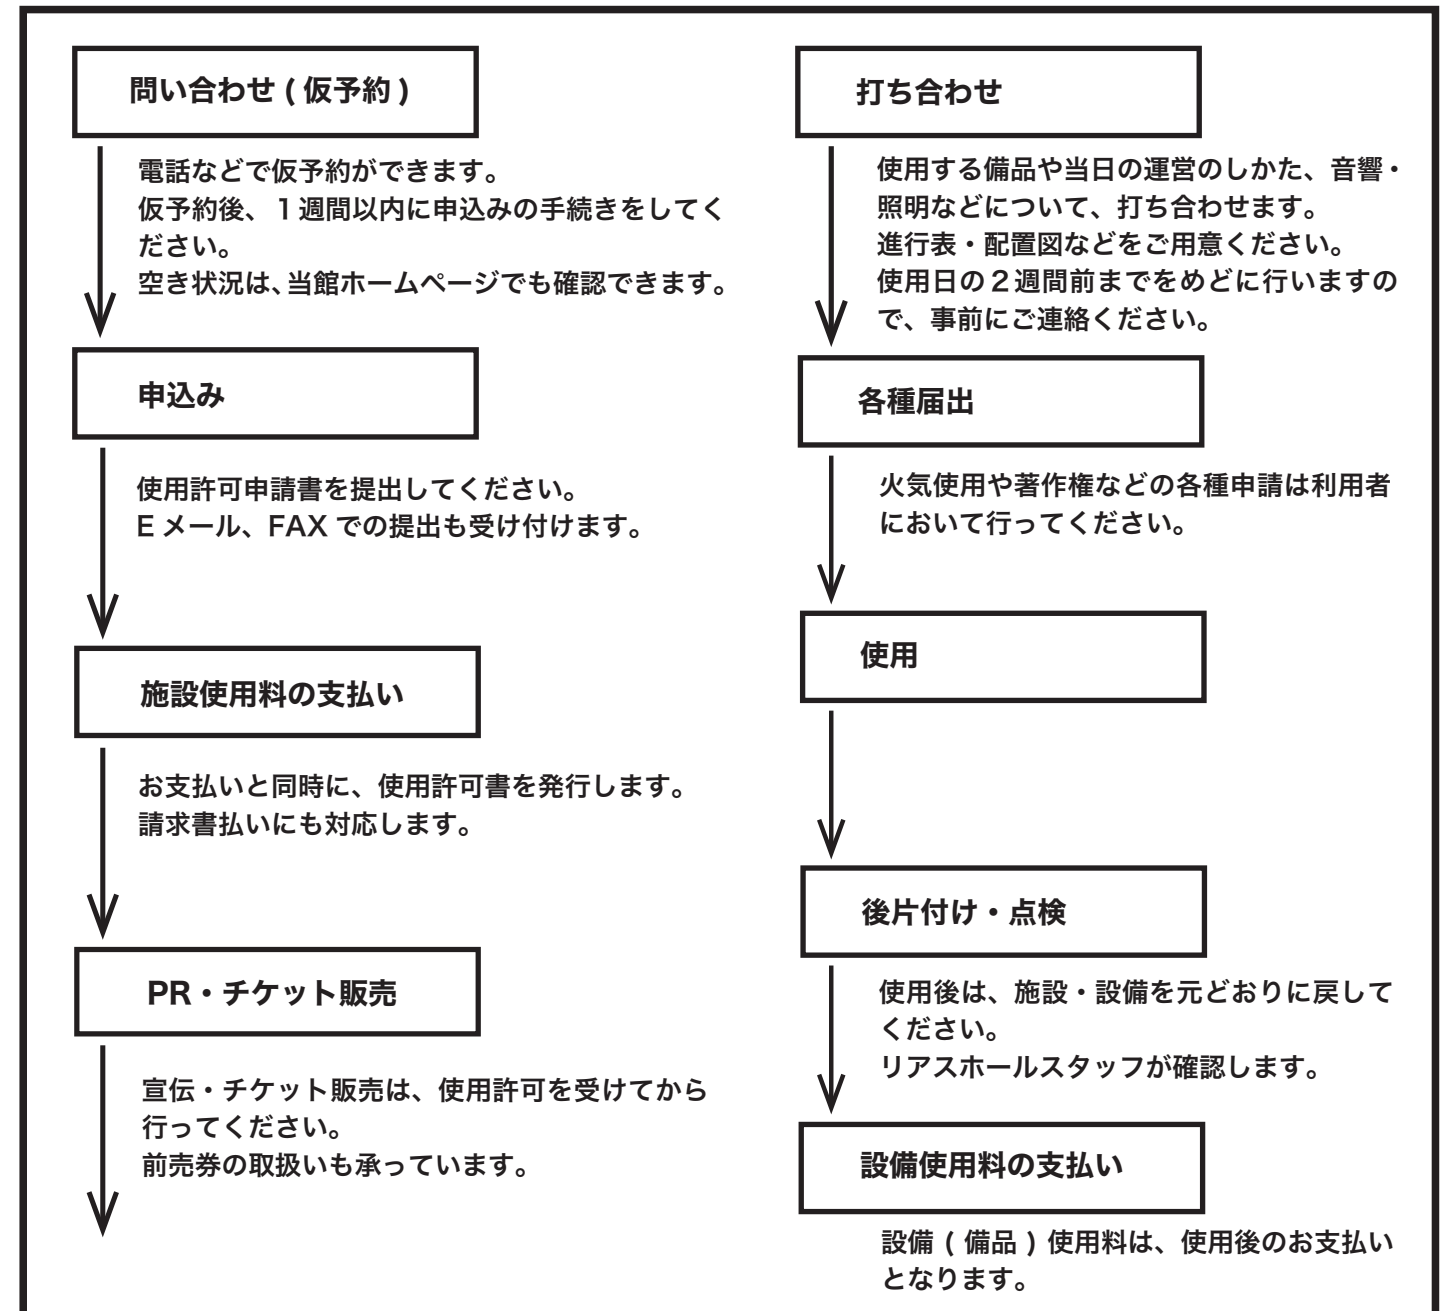 問い合わせ ( 仮予約 )
電話などで仮予約ができます。
仮予約後、１週間以内に申込みの手続きをしてく
ださい。
空き状況は、当館ホームページでも確認できます。
申込み
使用許可申請書を提出してください。
E メール、FAX での提出も受け付けます。
施設使用料の支払い
お支払いと同時に、使用許可書を発行します。
請求書払いにも対応します。
PR・チケット販売
宣伝・チケット販売は、使用許可を受けてから
行ってください。
前売券の取扱いも承っています。
打ち合わせ
使用する備品や当日の運営のしかた、音響・
照明などについて、打ち合わせます。
進行表・配置図などをご用意ください。
使用日の２週間前までをめどに行いますの
で、事前にご連絡ください。
各種届出
火気使用や著作権などの各種申請は利用者
において行ってください。
使用
後片付け・点検
使用後は、施設・設備を元どおりに戻して
ください。
リアスホールスタッフが確認します。
設備使用料の支払い
設備 ( 備品 ) 使用料は、使用後のお支払い
となります。